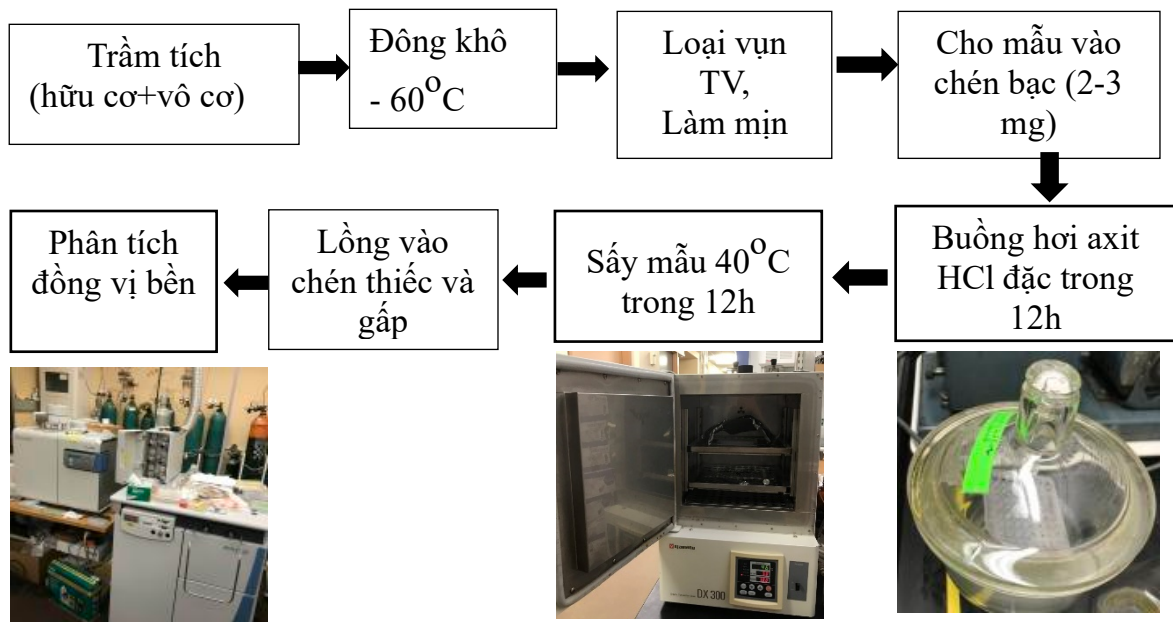 Trầm tích
(hữu cơ+vô cơ)
Đông khô
- 60°C
Loại vụn
TV,
Làm mịn
Cho mẫu vào
chén bạc (2-3
mg)
Buồng hơi axit
HCl đặc trong
12h
Sấy mẫu 40°C
trong 12h
Lồng vào
chén thiếc và
gấp
Phân tích
đồng vị bền
DX300